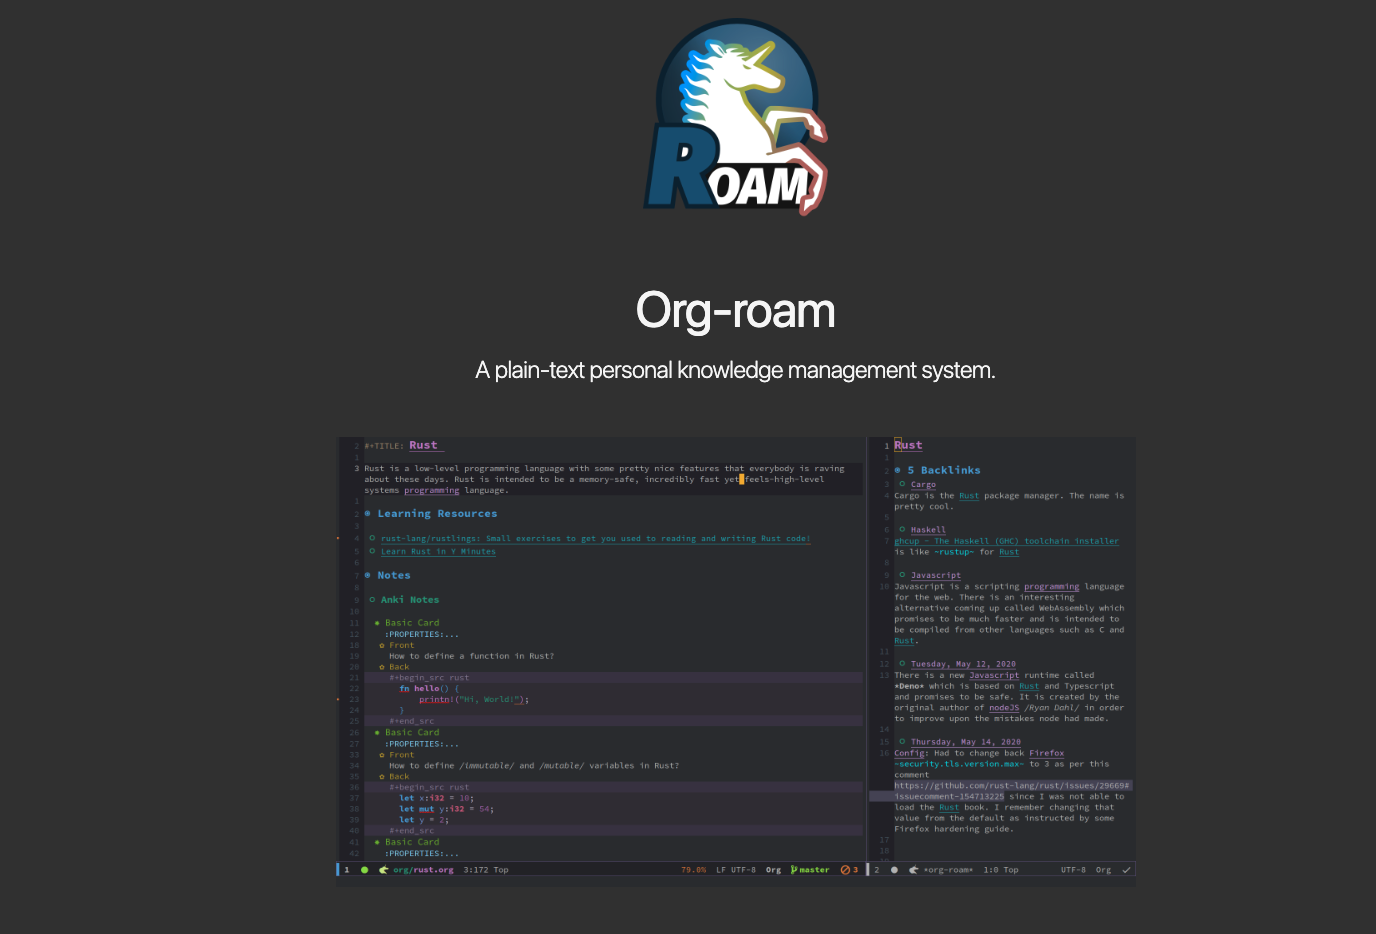 ROAM
Org-roam
A plain-text personal knowledge management system.
2 #+TITLE: Rust
1
3 Rust is a low-level programming language with some pretty nice features that everybody is raving
about these days. Rust is intended to be a memory-safe, incredibly fast yet feels-high-level
systems programming language.
1
2 Learning Resources
3
4 rust-lang/rustlings: Small exercises to get you used to reading and writing Rust code!
5 Learn Rust in Y Minutes
6
7 Notes
8
9 Anki Notes
10
11 Basic Card
12 :PROPERTIES:...
18 Front
19 How to define a function in Rust?
20 Back
21 #+begin_src rust
22 fn hello() {
23 printn!("Hi, World!");
24 }
25 #+end_src
26 Basic Card
27 :PROPERTIES:...
33 Front
34 How to define /immutable/ and /mutable/ variables in Rust?
35 Back
36 #+begin_src rust
37 let x:i32 = 10;
38 let mut y:i32 = 54;
39 let y = 2;
40 #+end_src
41 Basic Card
42 :PROPERTIES:...
1 org/rust.org 3:172 Top 79.0% LF UTF-8 Org master 3
1 Rust
1
2 5 Backlinks
3 Cargo
4 Cargo is the Rust package manager. The name is
pretty cool.
5
6 Haskell
7 ghcup - The Haskell (GHC) toolchain installer
is like ~rustup~ for Rust
8
9 Javascript
10 Javascript is a scripting programming language
for the web. There is an interesting
alternative coming up called WebAssembly which
promises to be much faster and is intended to
be compiled from other languages such as C and
Rust.
11
12 Tuesday, May 12, 2020
13 There is a new Javascript runtime called
*Deno* which is based on Rust and Typescript
and promises to be safe. It is created by the
original author of nodeJS /Ryan Dahl/ in order
to improve upon the mistakes node had made.
14
15 Thursday, May 14, 2020
16 Config: Had to change back Firefox
~security.tls.version.max~ to 3 as per this
comment
https://github.com/rust-lang/rust/issues/29669#
issuecomment-154713225 since I was not able to
load the Rust book. I remember changing that
value from the default as instructed by some
Firefox hardening guide.
17
18
2 *org-roam* 1:0 Top UTF-8 Org